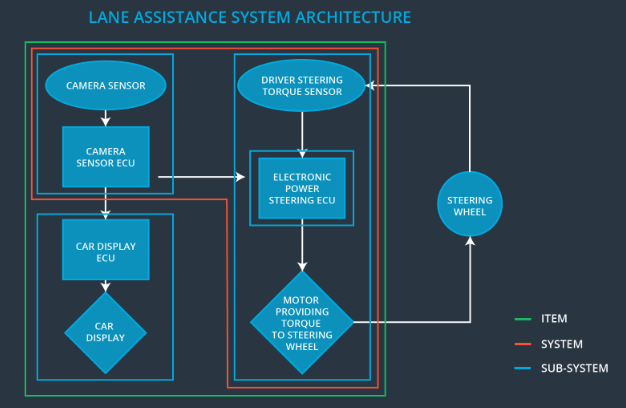 LANE ASSISTANCE SYSTEM ARCHITECTURE
CAMERA SENSOR
CAMERA
SENSOR ECU
CAR DISPLAY
ECU
CAR
DISPLAY
DRIVER STEERING
TORQUE SENSOR
ELECTRONIC
POWER
STEERING ECU
MOTOR
PROVIDING
TORQUE
TO STEERING
WHEEL
STEERING
WHEEL
ITEM
SYSTEM
SUB-SYSTEM